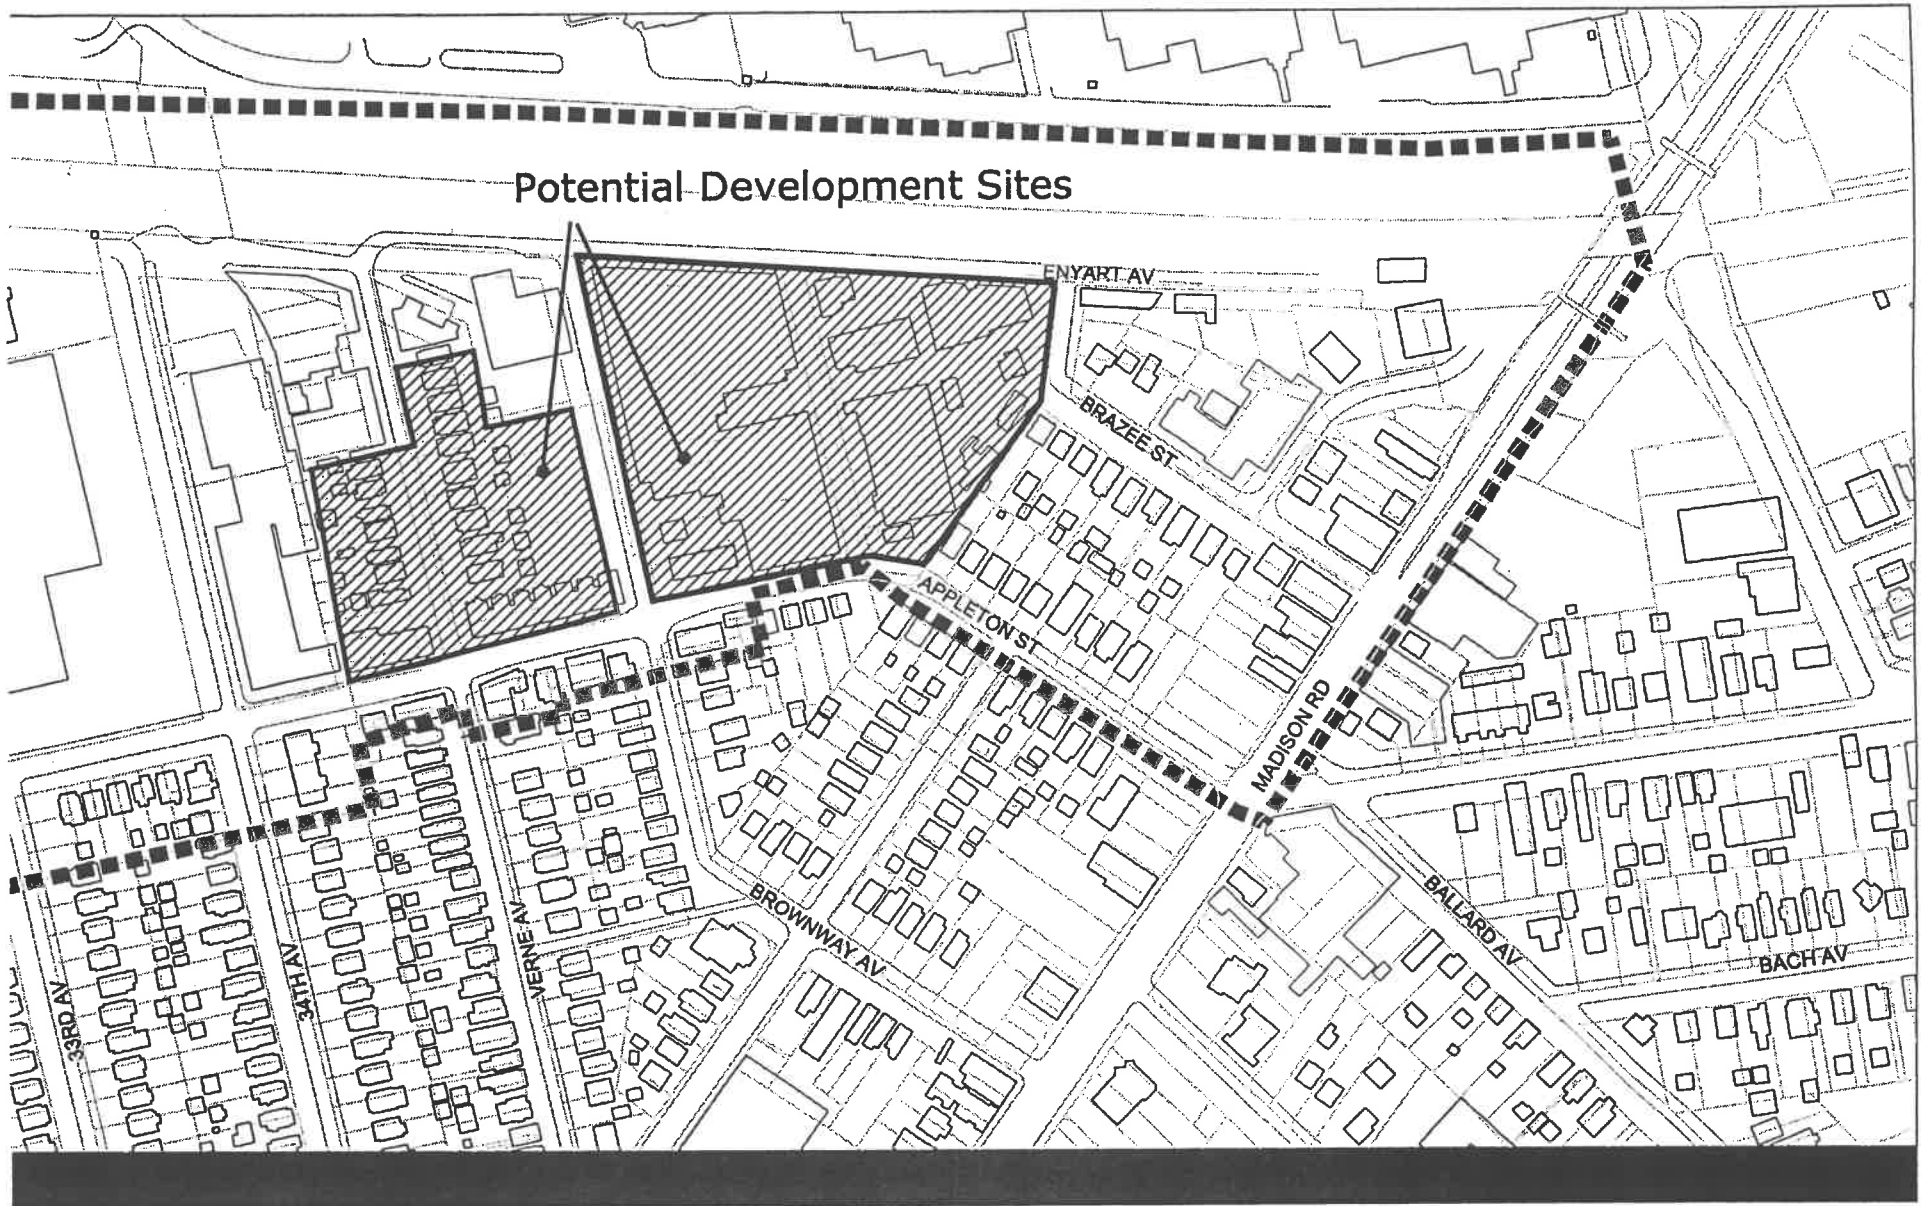 Potential Development Sites
ENYART AV
BRAZEE ST
APPLETON ST
MADISON RD
BROWNWAY AV
BALLARD AV
BACH AV
VERNE AV
34TH AV
33RD AV